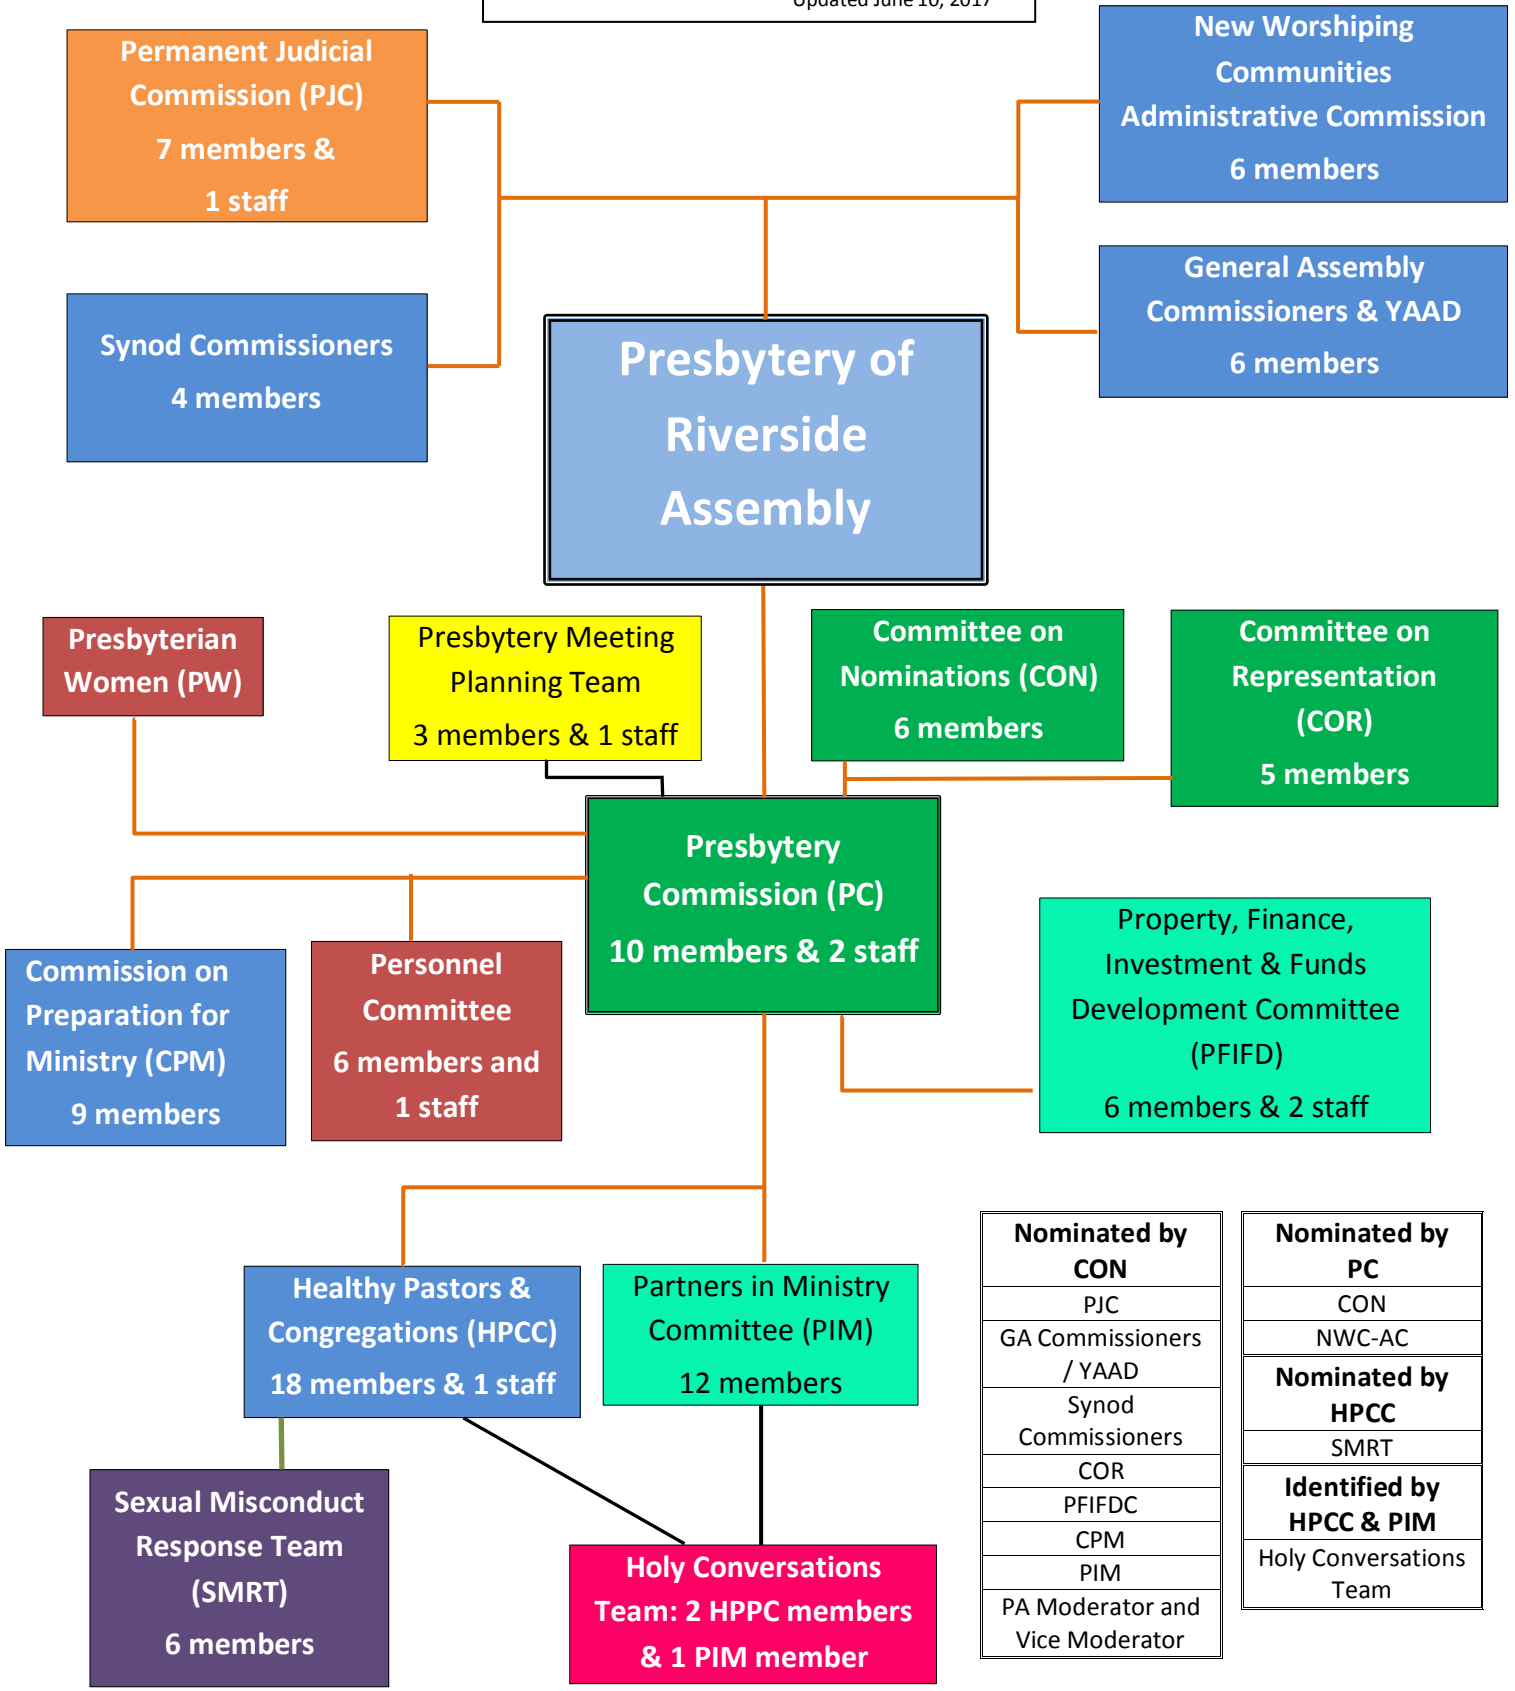 Updated June 10, 2017
Permanent Judicial
Commission (PJC)
7 members &
1 staff
New Worshiping
Communities
Administrative Commission
6 members
Synod Commissioners
4 members
General Assembly
Commissioners & YAAD
6 members
Presbytery of
Riverside
Assembly
Presbyterian
Women (PW)
Presbytery Meeting
Planning Team
3 members & 1 staff
Committee on
Nominations (CON)
6 members
Committee on
Representation
(COR)
5 members
Presbytery
Commission (PC)
10 members & 2 staff
Commission on
Preparation for
Ministry (CPM)
9 members
Personnel
Committee
6 members and
1 staff
Property, Finance,
Investment & Funds
Development Committee
(PFIFD)
6 members & 2 staff
Healthy Pastors &
Congregations (HPCC)
18 members & 1 staff
Partners in Ministry
Committee (PIM)
12 members
Sexual Misconduct
Response Team
(SMRT)
6 members
Holy Conversations
Team: 2 HPPC members
& 1 PIM member
Nominated by
CON
PJC
GA Commissioners
/ YAAD
Synod
Commissioners
COR
PFIFDC
CPM
PIM
PA Moderator and
Vice Moderator
Nominated by
PC
CON
NWC-AC
Nominated by
HPCC
SMRT
Identified by
HPCC & PIM
Holy Conversations
Team